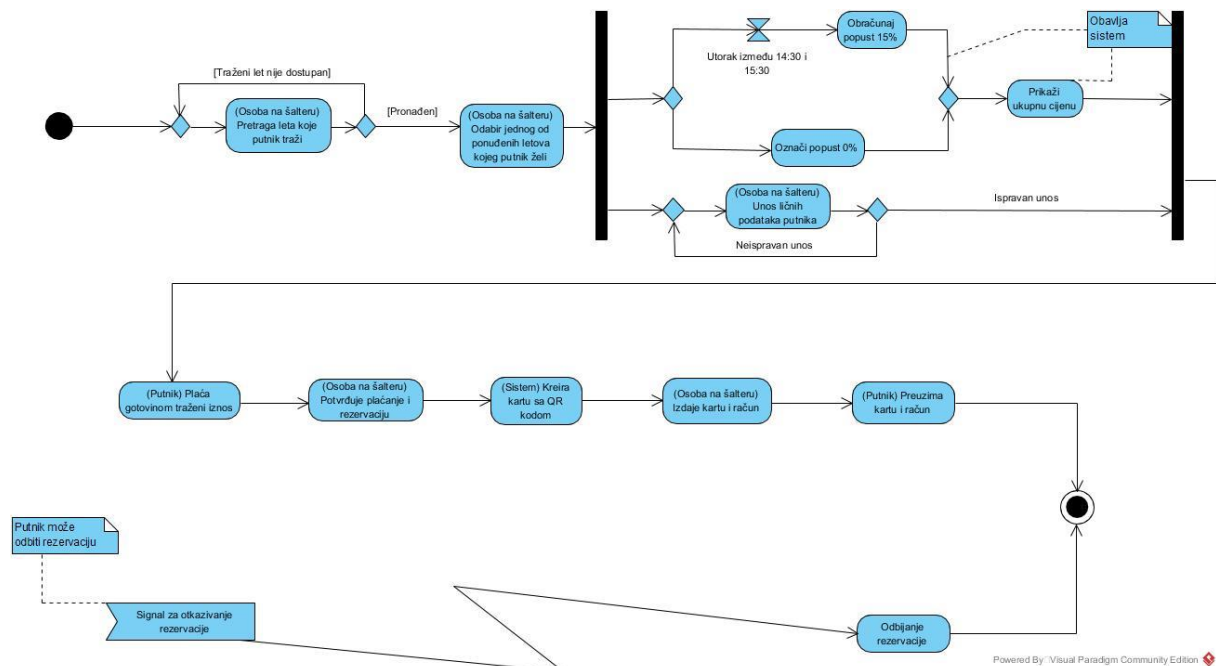 [Traženi let nije dostupan]
(Osoba na šalteru)
Pretraga leta koje
putnik traži
[Pronađen]
(Osoba na šalteru)
Odabir jednog od
ponuđenih letova
kojeg putnik želi
Utorak između 14:30 i
15:30
Obračunaj
popust 15%
Obavlja
sistem
Prikaži
ukupnu cijenu
Označi popust 0%
(Osoba na šalteru)
Unos ličnih
podataka putnika
Ispravan unos
Neispravan unos
(Putnik) Plaća
gotovinom traženi iznos
(Osoba na šalteru)
Potvrđuje plaćanje i
rezervaciju
(Sistem) Kreira
kartu sa QR
kodom
(Osoba na šalteru)
Izdaje kartu i račun
(Putnik) Preuzima
kartu i račun
Putnik može
odbiti rezervaciju
Signal za otkazivanje
rezervacije
Odbijanje
rezervacije
Powered By Visual Paradigm Community Edition